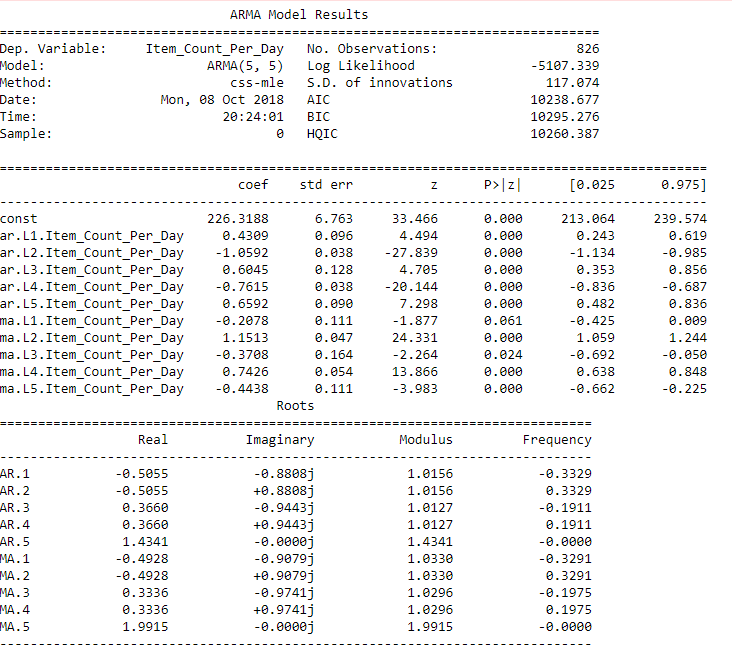 ARMA Model Results
==============================================================================
Dep. Variable:     Item_Count_Per_Day   No. Observations:                  826
Model:                     ARMA(5, 5)   Log Likelihood               -5107.339
Method:                       css-mle   S.D. of innovations            117.074
Date:                Mon, 08 Oct 2018   AIC                          10238.677
Time:                        20:24:01   BIC                          10295.276
Sample:                             0   HQIC                         10260.387
============================================================================================
coef    std err          z      P>|z|      [0.025      0.975]
--------------------------------------------------------------------------------------------
const                      226.3188      6.763     33.466      0.000     213.064     239.574
ar.L1.Item_Count_Per_Day     0.4309      0.096      4.494      0.000       0.243       0.619
ar.L2.Item_Count_Per_Day    -1.0592      0.038    -27.839      0.000      -1.134      -0.985
ar.L3.Item_Count_Per_Day     0.6045      0.128      4.705      0.000       0.353       0.856
ar.L4.Item_Count_Per_Day    -0.7615      0.038    -20.144      0.000      -0.836      -0.687
ar.L5.Item_Count_Per_Day     0.6592      0.090      7.298      0.000       0.482       0.836
ma.L1.Item_Count_Per_Day    -0.2078      0.111     -1.877      0.061      -0.425       0.009
ma.L2.Item_Count_Per_Day     1.1513      0.047     24.331      0.000       1.059       1.244
ma.L3.Item_Count_Per_Day    -0.3708      0.164     -2.264      0.024      -0.692      -0.050
ma.L4.Item_Count_Per_Day     0.7426      0.054     13.866      0.000       0.638       0.848
ma.L5.Item_Count_Per_Day    -0.4438      0.111     -3.983      0.000      -0.662      -0.225
Roots
=============================================================================
Real          Imaginary           Modulus         Frequency
-----------------------------------------------------------------------------
AR.1           -0.5055           -0.8808j            1.0156           -0.3329
AR.2           -0.5055           +0.8808j            1.0156            0.3329
AR.3            0.3660           -0.9443j            1.0127           -0.1911
AR.4            0.3660           +0.9443j            1.0127            0.1911
AR.5            1.4341           -0.0000j            1.4341           -0.0000
MA.1           -0.4928           -0.9079j            1.0330           -0.3291
MA.2           -0.4928           +0.9079j            1.0330            0.3291
MA.3            0.3336           -0.9741j            1.0296           -0.1975
MA.4            0.3336           +0.9741j            1.0296            0.1975
MA.5            1.9915           -0.0000j            1.9915           -0.0000
-----------------------------------------------------------------------------